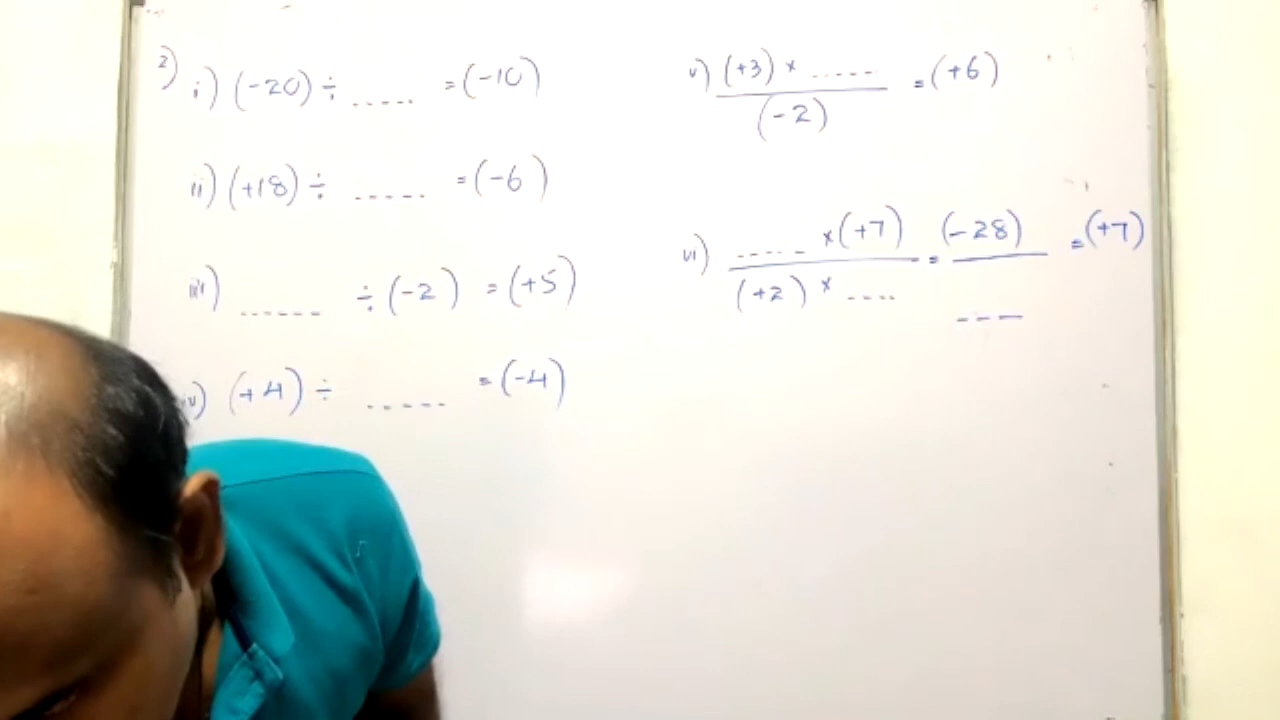 2) i) (-20) ÷ ..... = (-10)
ii) (+18) ÷ ..... = (-6)
iii) ...... ÷ (-2) = (+5)
iv) (+4) ÷ ..... = (-4)
v) (+3) × .....
(-2)
= (+6)
vi) ..... × (+7)
(+2) × ....
= (-28)
---
= (+7)